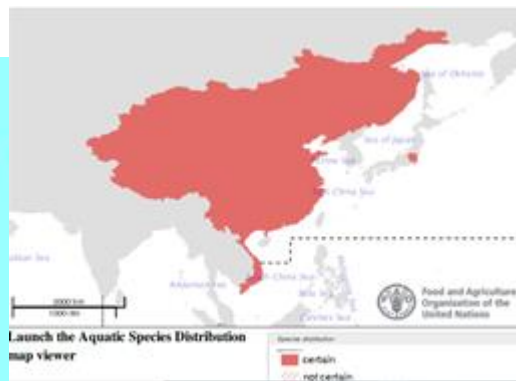 Sea of Okhotsk
Sea of Japan
Yellow Sea
East China Sea
South China Sea
Andaman Sea
Sulu Sea
Celebes Sea
2000 km
1000 mi
Food and Agriculture
Organization of the
United Nations
Launch the Aquatic Species Distribution
map viewer
Species distribution
certain
not certain